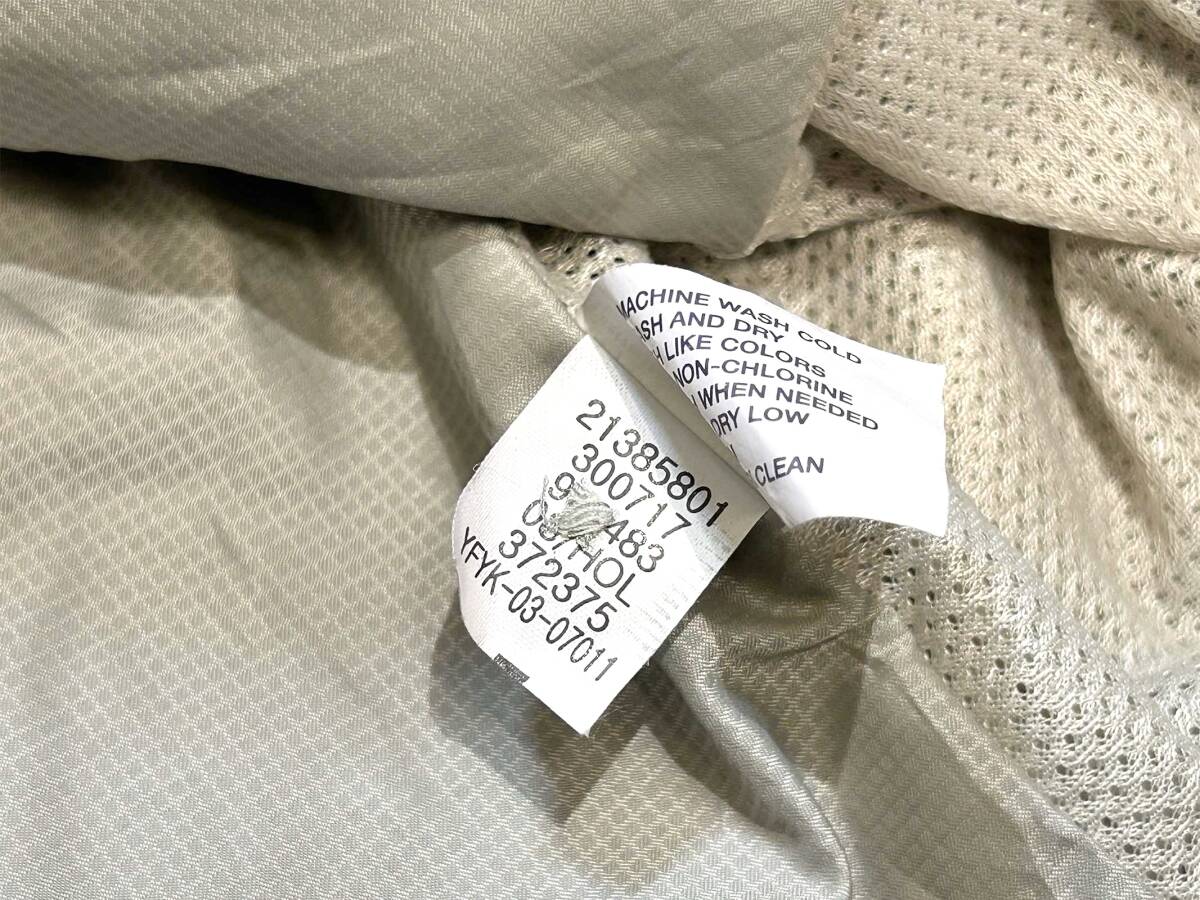 MACHINE WASH COLD
AND DRY
LIKE COLORS
NON-CHLORINE
WHEN NEEDED
DRY LOW
CLEAN
21385801
300717
372375
YFYK-03-07011